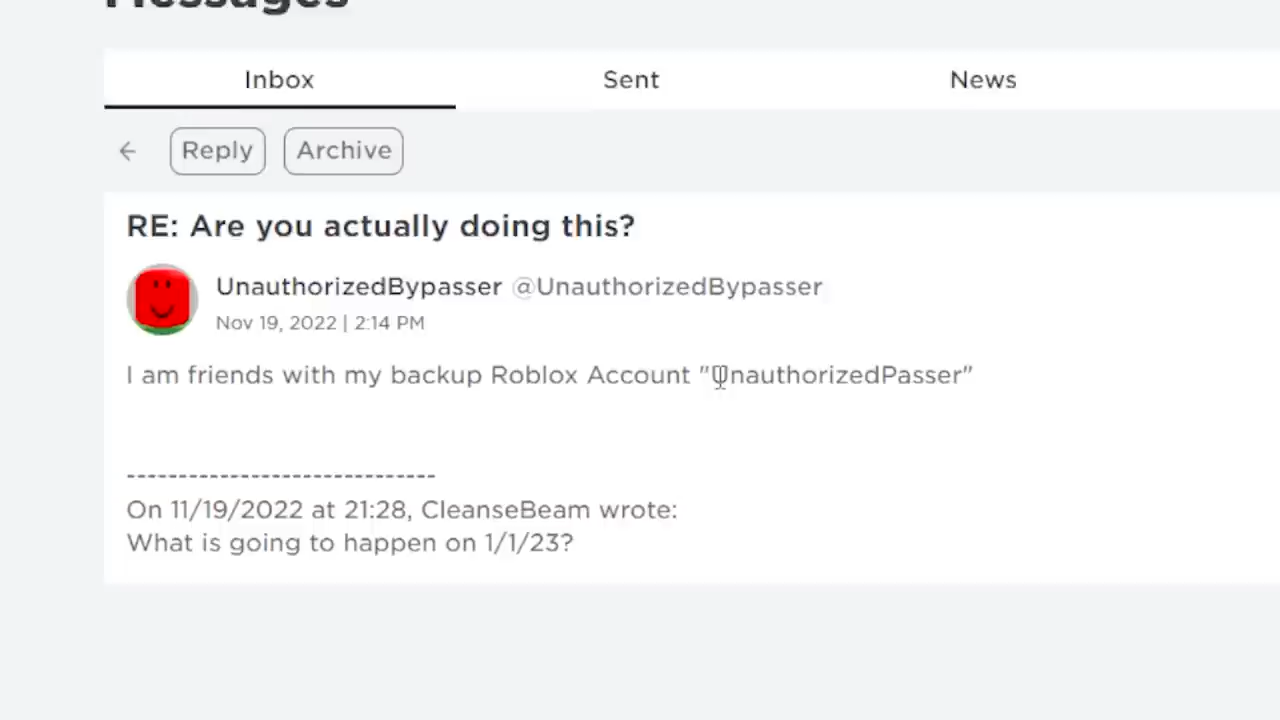 Messages
Inbox Sent News
Reply Archive
RE: Are you actually doing this?
UnauthorizedBypasser @UnauthorizedBypasser
Nov 19, 2022 | 2:14 PM
I am friends with my backup Roblox Account "UnauthorizedPasser"
-----------------------------
On 11/19/2022 at 21:28, CleanseBeam wrote:
What is going to happen on 1/1/23?